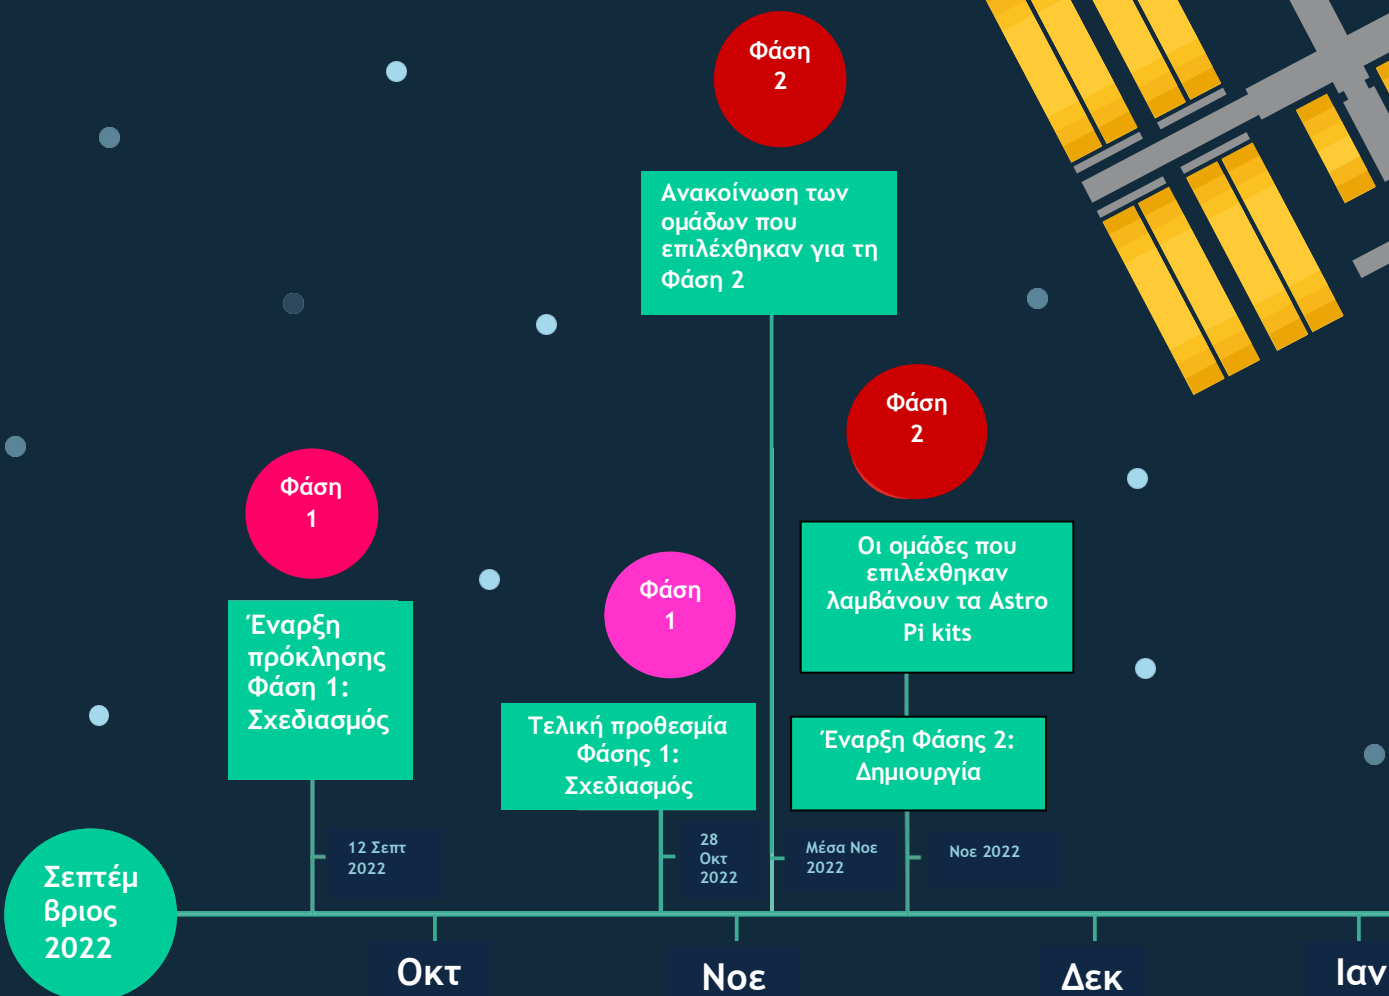 Φάση
2
Ανακοίνωση των
ομάδων που
επιλέχθηκαν για τη
Φάση 2
Φάση
2
Οι ομάδες που
επιλέχθηκαν
λαμβάνουν τα Astro
Pi kits
Φάση
1
Έναρξη
πρόκλησης
Φάση 1:
Σχεδιασμός
Φάση
1
Τελική προθεσμία
Φάσης 1:
Σχεδιασμός
Έναρξη Φάσης 2:
Δημιουργία
12 Σεπτ
2022
28
Οκτ
2022
Μέσα Νοε
2022
Νοε 2022
Σεπτέμ
βριος
2022
Οκτ
Νοε
Δεκ
Ιαν